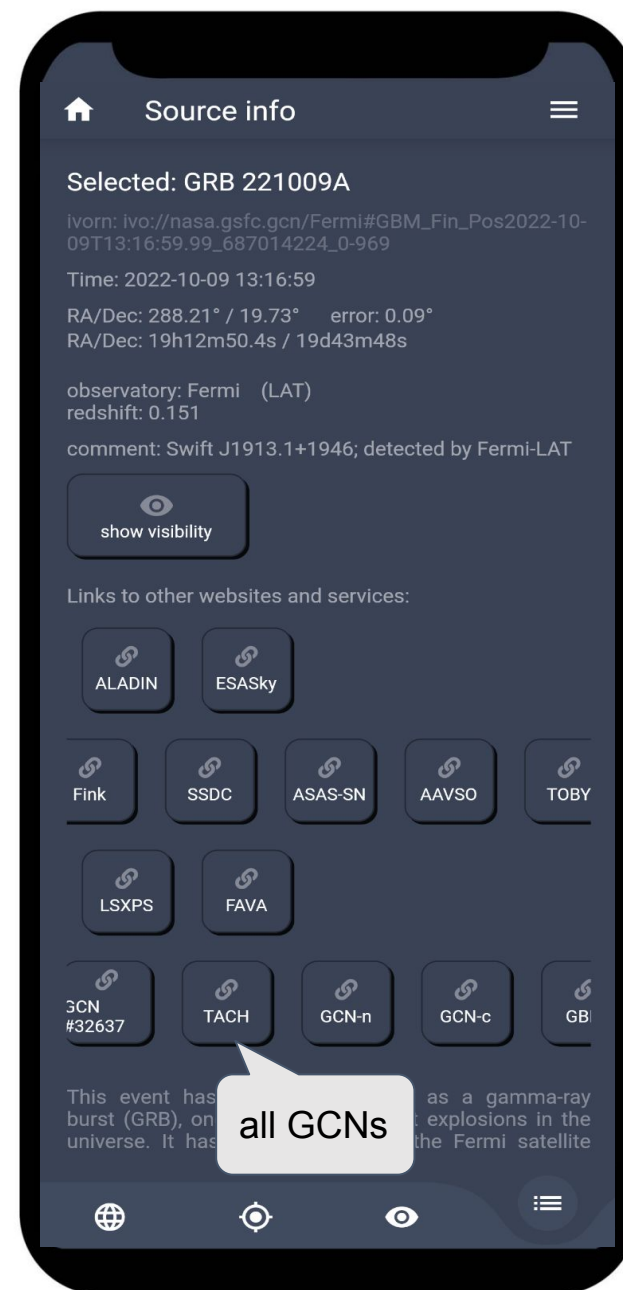 Source info
Selected: GRB 221009A
ivorn: ivo://nasa.gsfc.gcn/Fermi#GBM_Fin_Pos2022-10-
09T13:16:59.99_687014224_0-969
Time: 2022-10-09 13:16:59
RA/Dec: 288.21° / 19.73° error: 0.09°
RA/Dec: 19h12m50.4s / 19d43m48s
observatory: Fermi (LAT)
redshift: 0.151
comment: Swift J1913.1+1946; detected by Fermi-LAT
show visibility
Links to other websites and services:
ALADIN ESASky
Fink SSDC ASAS-SN AAVSO TOBY
LSXPS FAVA
GCN
#32637 TACH GCN-n GCN-c
all GCNs
This event has as a gamma-ray
burst (GRB), explosions in the
universe. It has the Fermi satellite